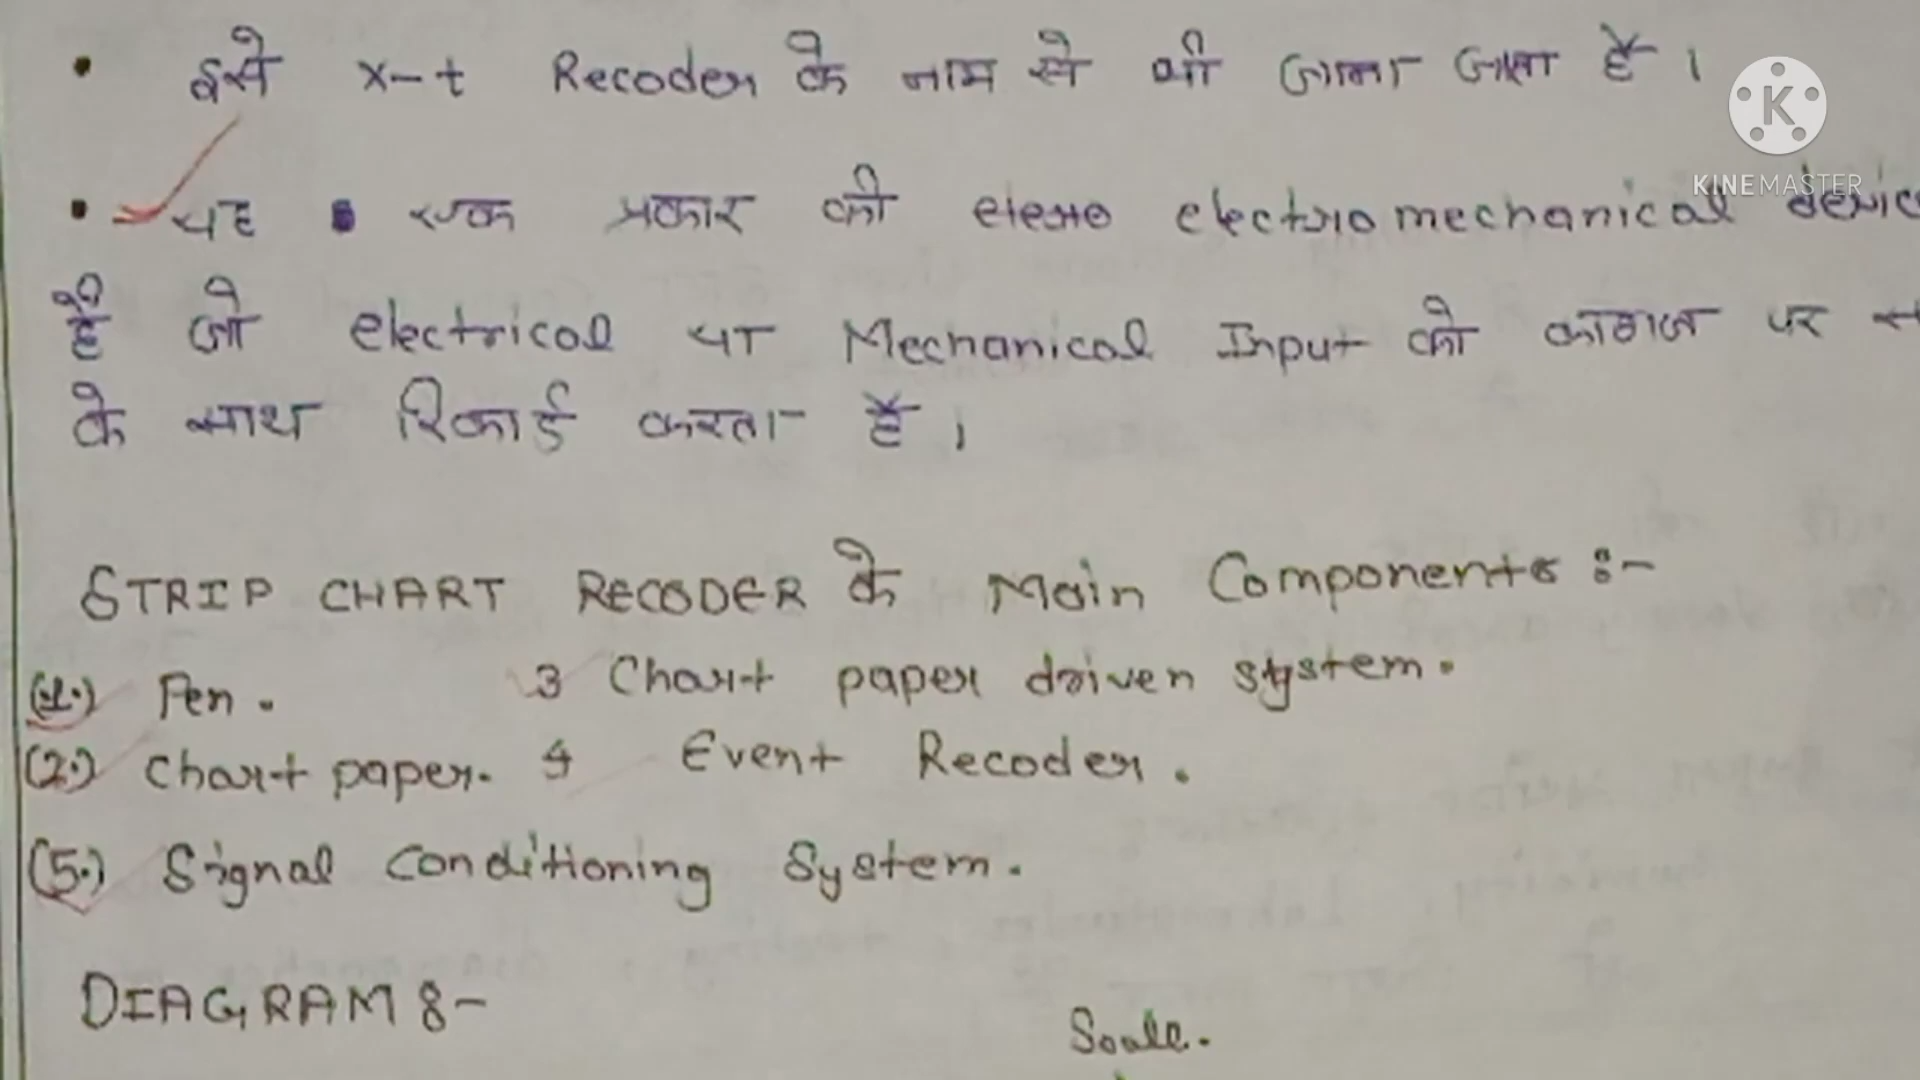 • इसे x-t Recoder के नाम से भी जाना जाता है ।
• यह एक प्रकार की electromechanical devic
है जो electrical या Mechanical Input को कागज पर
के साथ रिकार्ड करता है ।
STRIP CHART RECODER के Main Components :-
(1.) Pen. 3 Chart paper driven system.
(2.) Chart paper. 4 Event Recoder.
(5.) Signal Conditioning System.
DIAGRAM :-
Scale.
K
KINEMASTER